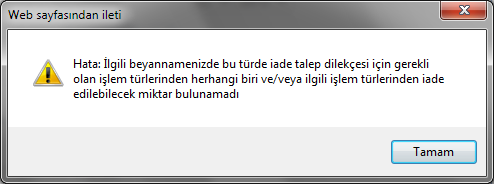 Web sayfasından ileti
Hata: İlgili beyannamenizde bu türde iade talep dilekçesi için gerekli
olan işlem türlerinden herhangi biri ve/veya ilgili işlem türlerinden iade
edilebilecek miktar bulunamadı
Tamam